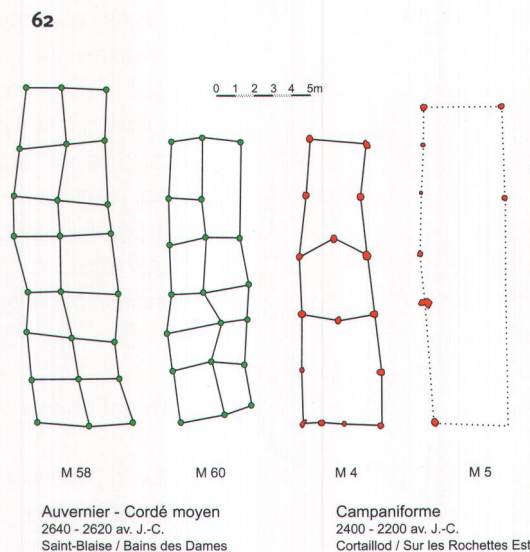 62
0 1 2 3 4 5m
M 58
M 60
M 4
M 5
Auvernier - Cordé moyen
2640 - 2620 av. J.-C.
Saint-Blaise / Bains des Dames
Campaniforme
2400 - 2200 av. J.-C.
Cortaillod / Sur les Rochettes Est